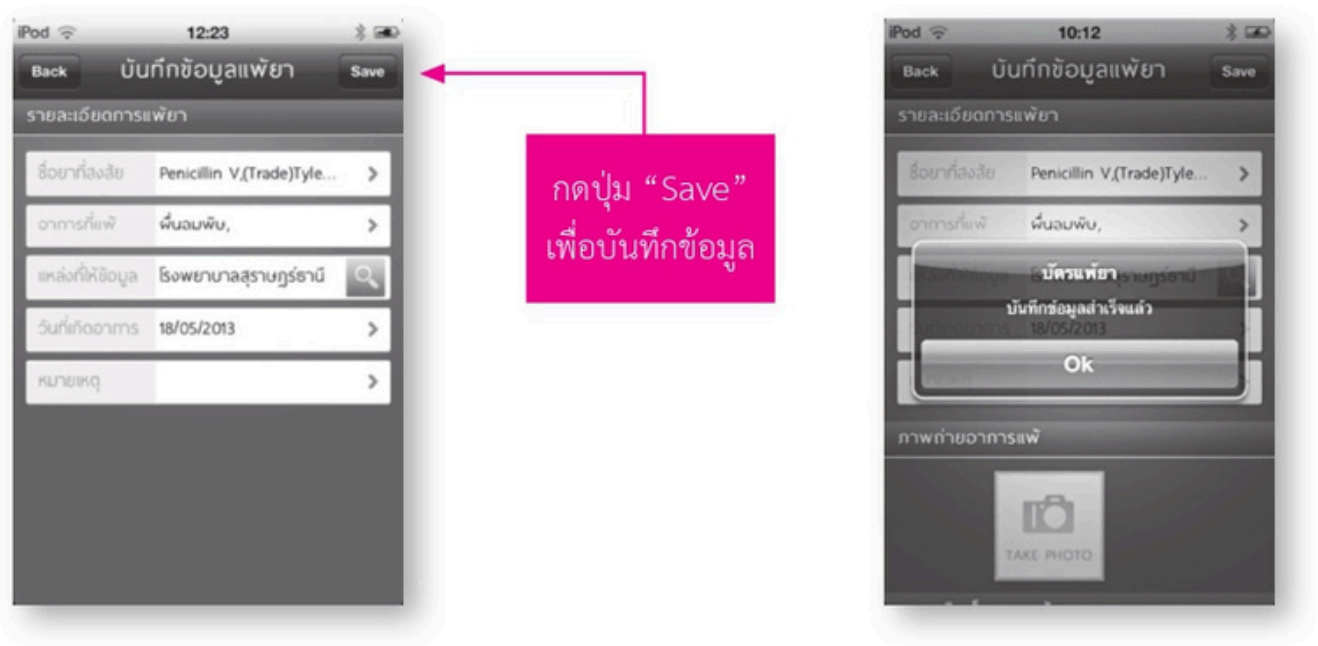 iPod 12:23
Back บันทึกข้อมูลแพ้ยา Save
รายละเอียดการแพ้ยา
ชื่อยาที่สงสัย Penicillin V,(Trade)Tyle...
อาการที่แพ้ ผื่นลมพิษ,
แหล่งที่ให้ข้อมูล โรงพยาบาลสุราษฎร์ธานี
วันที่เกิดอาการ 18/05/2013
หมายเหตุ
กดปุ่ม “Save”
เพื่อบันทึกข้อมูล
iPod 10:12
Back บันทึกข้อมูลแพ้ยา Save
รายละเอียดการแพ้ยา
ชื่อยาที่สงสัย Penicillin V,(Trade)Tyle...
อาการที่แพ้ ผื่นลมพิษ,
บัตรแพ้ยา
บันทึกข้อมูลสำเร็จแล้ว
18/05/2013
Ok
ภาพถ่ายอาการแพ้
TAKE PHOTO